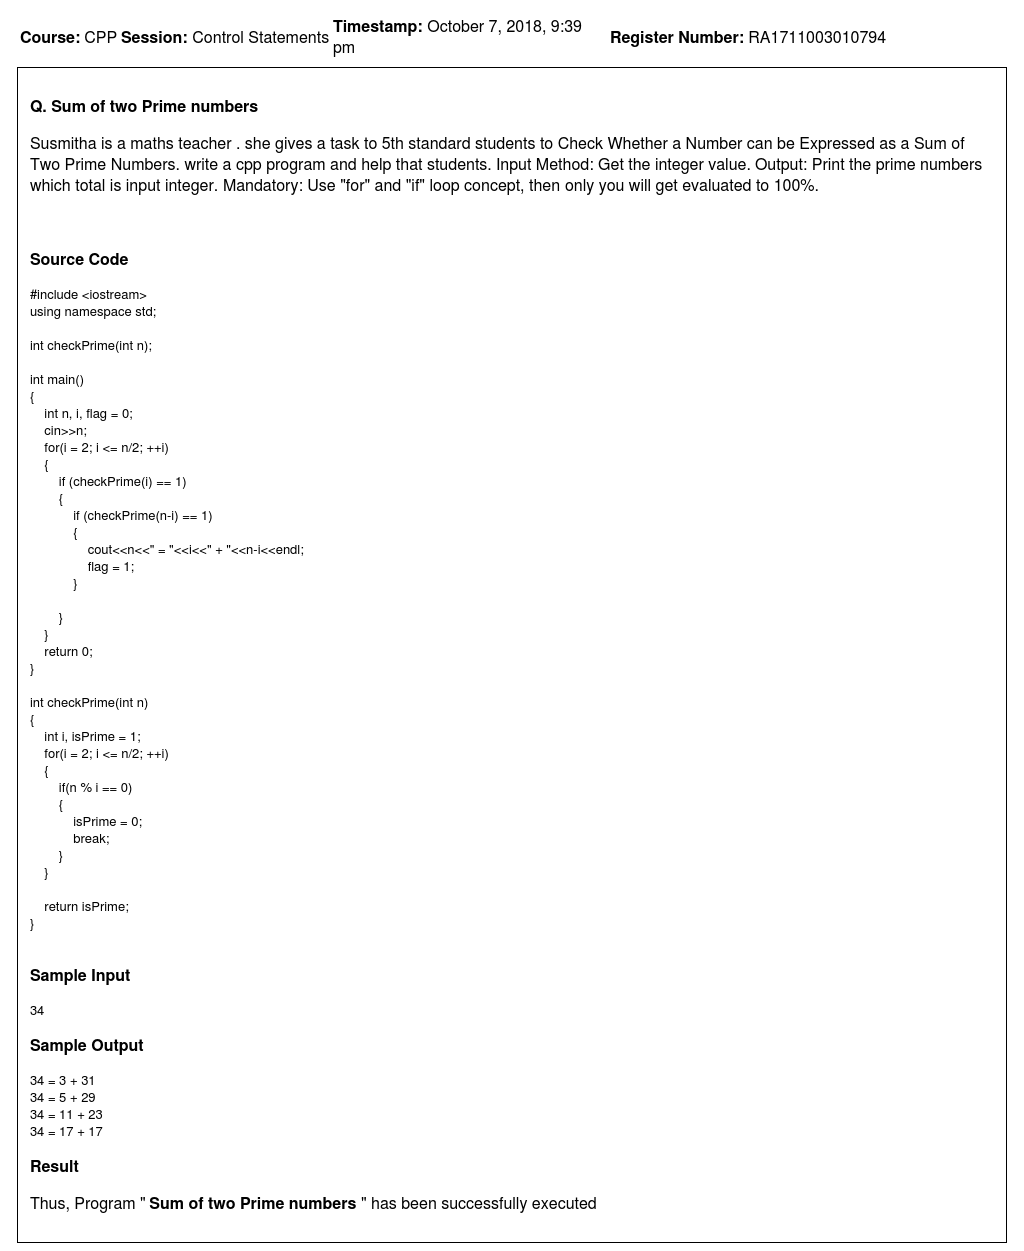 Course: CPP Session: Control Statements Timestamp: October 7, 2018, 9:39 pm Register Number: RA1711003010794
Q. Sum of two Prime numbers
Susmitha is a maths teacher . she gives a task to 5th standard students to Check Whether a Number can be Expressed as a Sum of
Two Prime Numbers. write a cpp program and help that students. Input Method: Get the integer value. Output: Print the prime numbers
which total is input integer. Mandatory: Use "for" and "if" loop concept, then only you will get evaluated to 100%.
Source Code
#include <iostream>
using namespace std;
int checkPrime(int n);
int main()
{
    int n, i, flag = 0;
    cin>>n;
    for(i = 2; i <= n/2; ++i)
    {
        if (checkPrime(i) == 1)
        {
            if (checkPrime(n-i) == 1)
            {
                cout<<n<<" = "<<i<<" + "<<n-i<<endl;
                flag = 1;
            }
        }
    }
    return 0;
}
int checkPrime(int n)
{
    int i, isPrime = 1;
    for(i = 2; i <= n/2; ++i)
    {
        if(n % i == 0)
        {
            isPrime = 0;
            break;
        }
    }
    return isPrime;
}
Sample Input
34
Sample Output
34 = 3 + 31
34 = 5 + 29
34 = 11 + 23
34 = 17 + 17
Result
Thus, Program " Sum of two Prime numbers " has been successfully executed